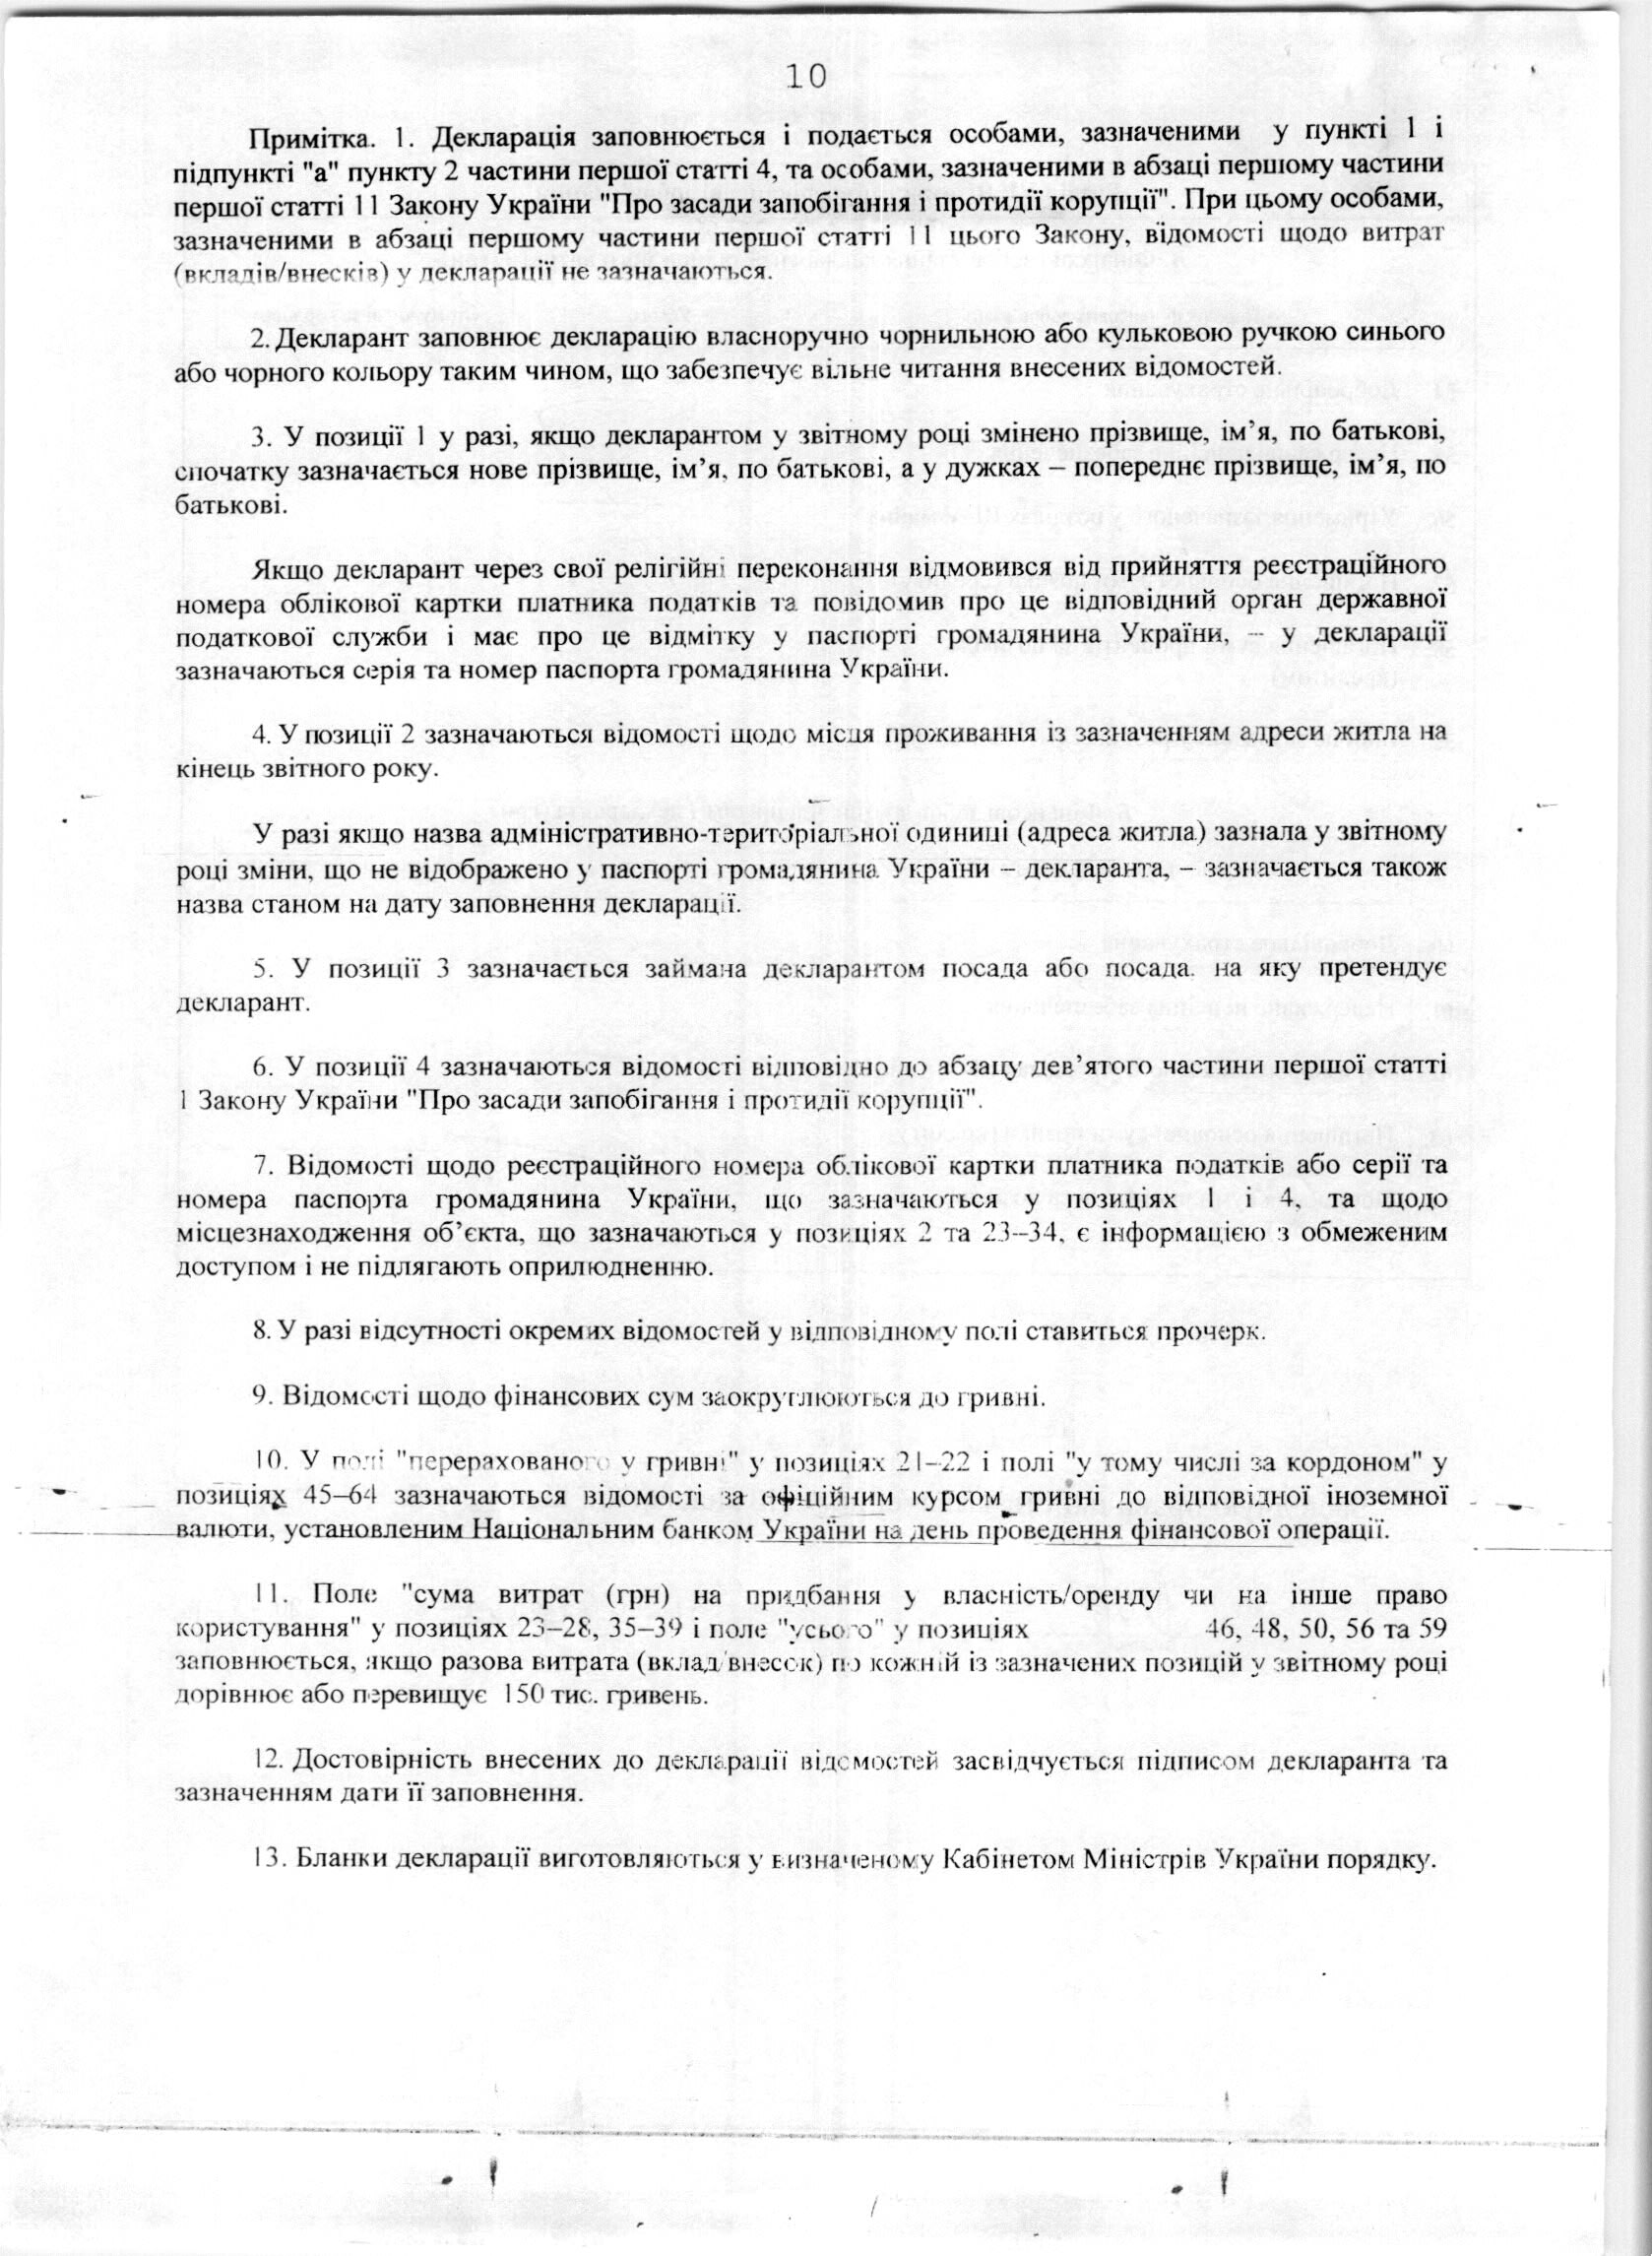 10
Примітка. 1. Декларація заповнюється і подається особами, зазначеними у пункті 1 і
підпункті "а" пункту 2 частини першої статті 4, та особами, зазначеними в абзаці першому частини
першої статті 11 Закону України "Про засади запобігання і протидії корупції". При цьому особами,
зазначеними в абзаці першому частини першої статті 11 цього Закону, відомості щодо витрат
(вкладів/внесків) у декларації не зазначаються.
2. Декларант заповнює декларацію власноручно чорнильною або кульковою ручкою синього
або чорного кольору таким чином, що забезпечує вільне читання внесених відомостей.
3. У позиції 1 у разі, якщо декларантом у звітному році змінено прізвище, ім’я, по батькові,
спочатку зазначається нове прізвище, ім’я, по батькові, а у дужках – попереднє прізвище, ім’я, по
батькові.
Якщо декларант через свої релігійні переконання відмовився від прийняття реєстраційного
номера облікової картки платника податків та повідомив про це відповідний орган державної
податкової служби і має про це відмітку у паспорті громадянина України, – у декларації
зазначаються серія та номер паспорта громадянина України.
4. У позиції 2 зазначаються відомості щодо місця проживання із зазначенням адреси житла на
кінець звітного року.
У разі якщо назва адміністративно-територіальної одиниці (адреса житла) зазнала у звітному
році зміни, що не відображено у паспорті громадянина України – декларанта, – зазначається також
назва станом на дату заповнення декларації.
5. У позиції 3 зазначається займана декларантом посада або посада, на яку претендує
декларант.
6. У позиції 4 зазначаються відомості відповідно до абзацу дев’ятого частини першої статті
1 Закону України "Про засади запобігання і протидії корупції".
7. Відомості щодо реєстраційного номера облікової картки платника податків або серії та
номера паспорта громадянина України, що зазначаються у позиціях 1 і 4, та щодо
місцезнаходження об’єкта, що зазначаються у позиціях 2 та 23–34, є інформацією з обмеженим
доступом і не підлягають оприлюдненню.
8. У разі відсутності окремих відомостей у відповідному полі ставиться прочерк.
9. Відомості щодо фінансових сум заокруглюються до гривні.
10. У полі "перерахованого у гривні" у позиціях 21–22 і полі "у тому числі за кордоном" у
позиціях 45–64 зазначаються відомості за офіційним курсом гривні до відповідної іноземної
валюти, установленим Національним банком України на день проведення фінансової операції.
11. Поле "сума витрат (грн) на придбання у власність/оренду чи на інше право
користування" у позиціях 23–28, 35–39 і поле "усього" у позиціях 46, 48, 50, 56 та 59
заповнюється, якщо разова витрата (вклад/внесок) по кожній із зазначених позицій у звітному році
дорівнює або перевищує 150 тис. гривень.
12. Достовірність внесених до декларації відомостей засвідчується підписом декларанта та
зазначенням дати її заповнення.
13. Бланки декларації виготовляються у визначеному Кабінетом Міністрів України порядку.